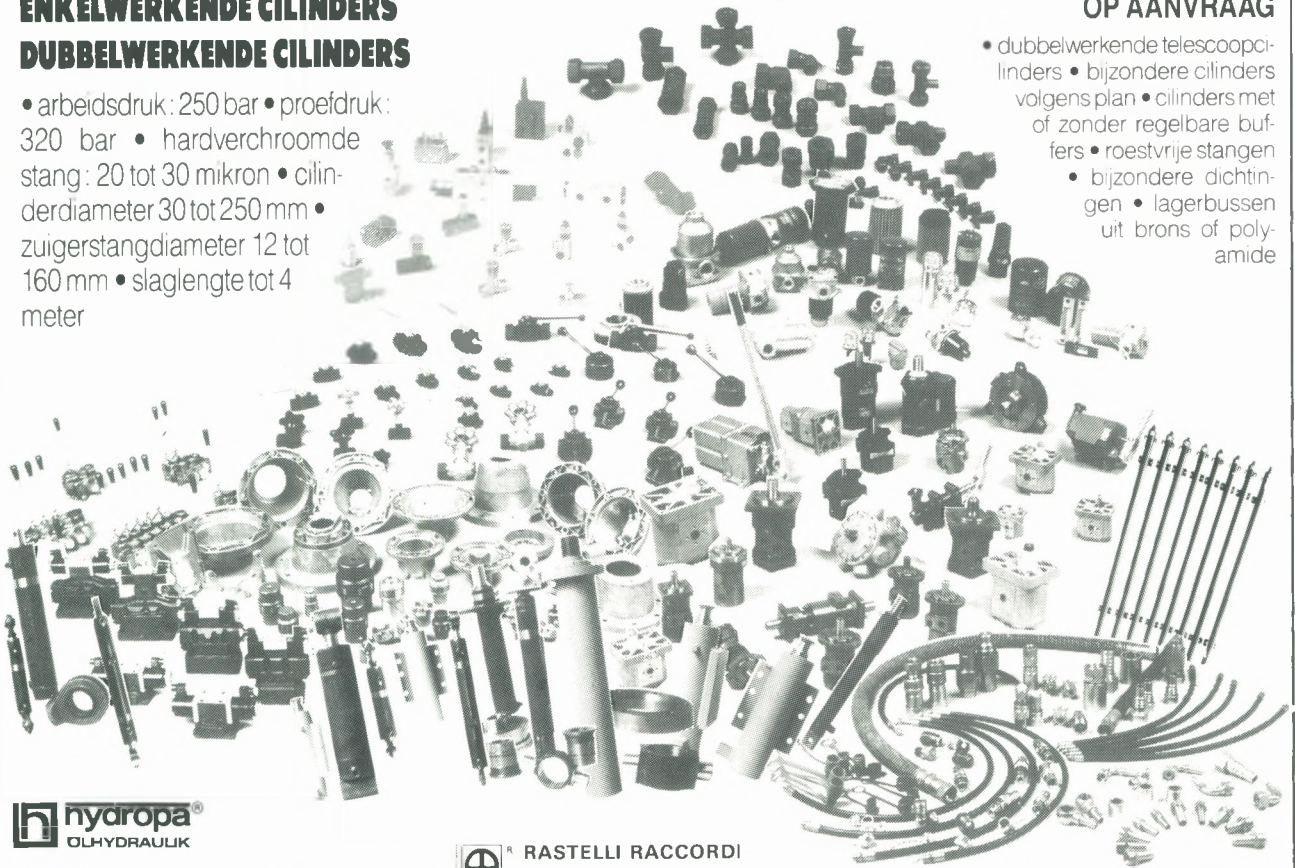 ENKELWERKENDE CILINDERS
DUBBELWERKENDE CILINDERS
• arbeidsdruk: 250 bar • proefdruk:
320 bar • hardverchroomde
stang: 20 tot 30 mikron • cilin-
derdiameter 30 tot 250 mm •
zuigerstangdiameter 12 tot
160 mm • slaglengte tot 4
meter
OP AANVRAAG
• dubbelwerkende telescoopci-
linders • bijzondere cilinders
volgens plan • cilinders met
of zonder regelbare buf-
fers • roestvrije stangen
• bijzondere dichtin-
gen • lagerbussen
uit brons of poly-
amide
hydropa®
ÖLHYDRAULIK
® RASTELLI RACCORDI